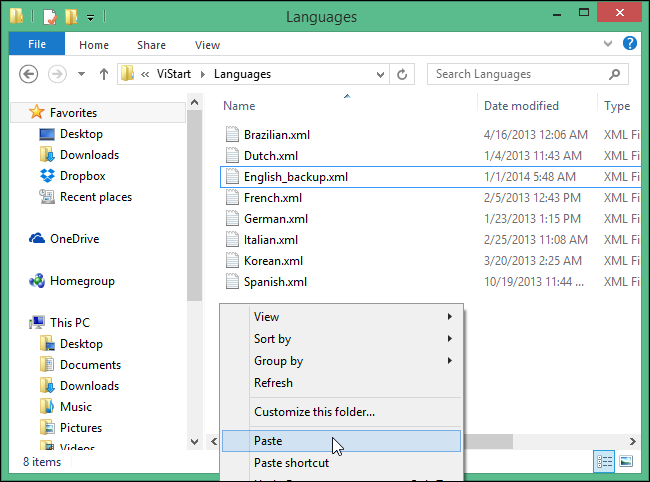 Languages
File Home Share View
ViStart Languages Search Languages
Favorites
Desktop
Downloads
Dropbox
Recent places
OneDrive
Homegroup
This PC
Desktop
Documents
Downloads
Music
Pictures
Videos
Name Date modified Type
Brazilian.xml 4/16/2013 12:06 AM XML Fi
Dutch.xml 1/4/2013 11:43 AM XML Fi
English_backup.xml 1/1/2014 5:48 AM XML Fi
French.xml 2/5/2013 12:43 PM XML Fi
German.xml 1/23/2013 1:15 PM XML Fi
Italian.xml 2/25/2013 11:08 AM XML Fi
Korean.xml 3/20/2013 2:25 AM XML Fi
Spanish.xml 10/19/2013 11:44 ... XML Fi
View
Sort by
Group by
Refresh
Customize this folder...
Paste
Paste shortcut
8 items